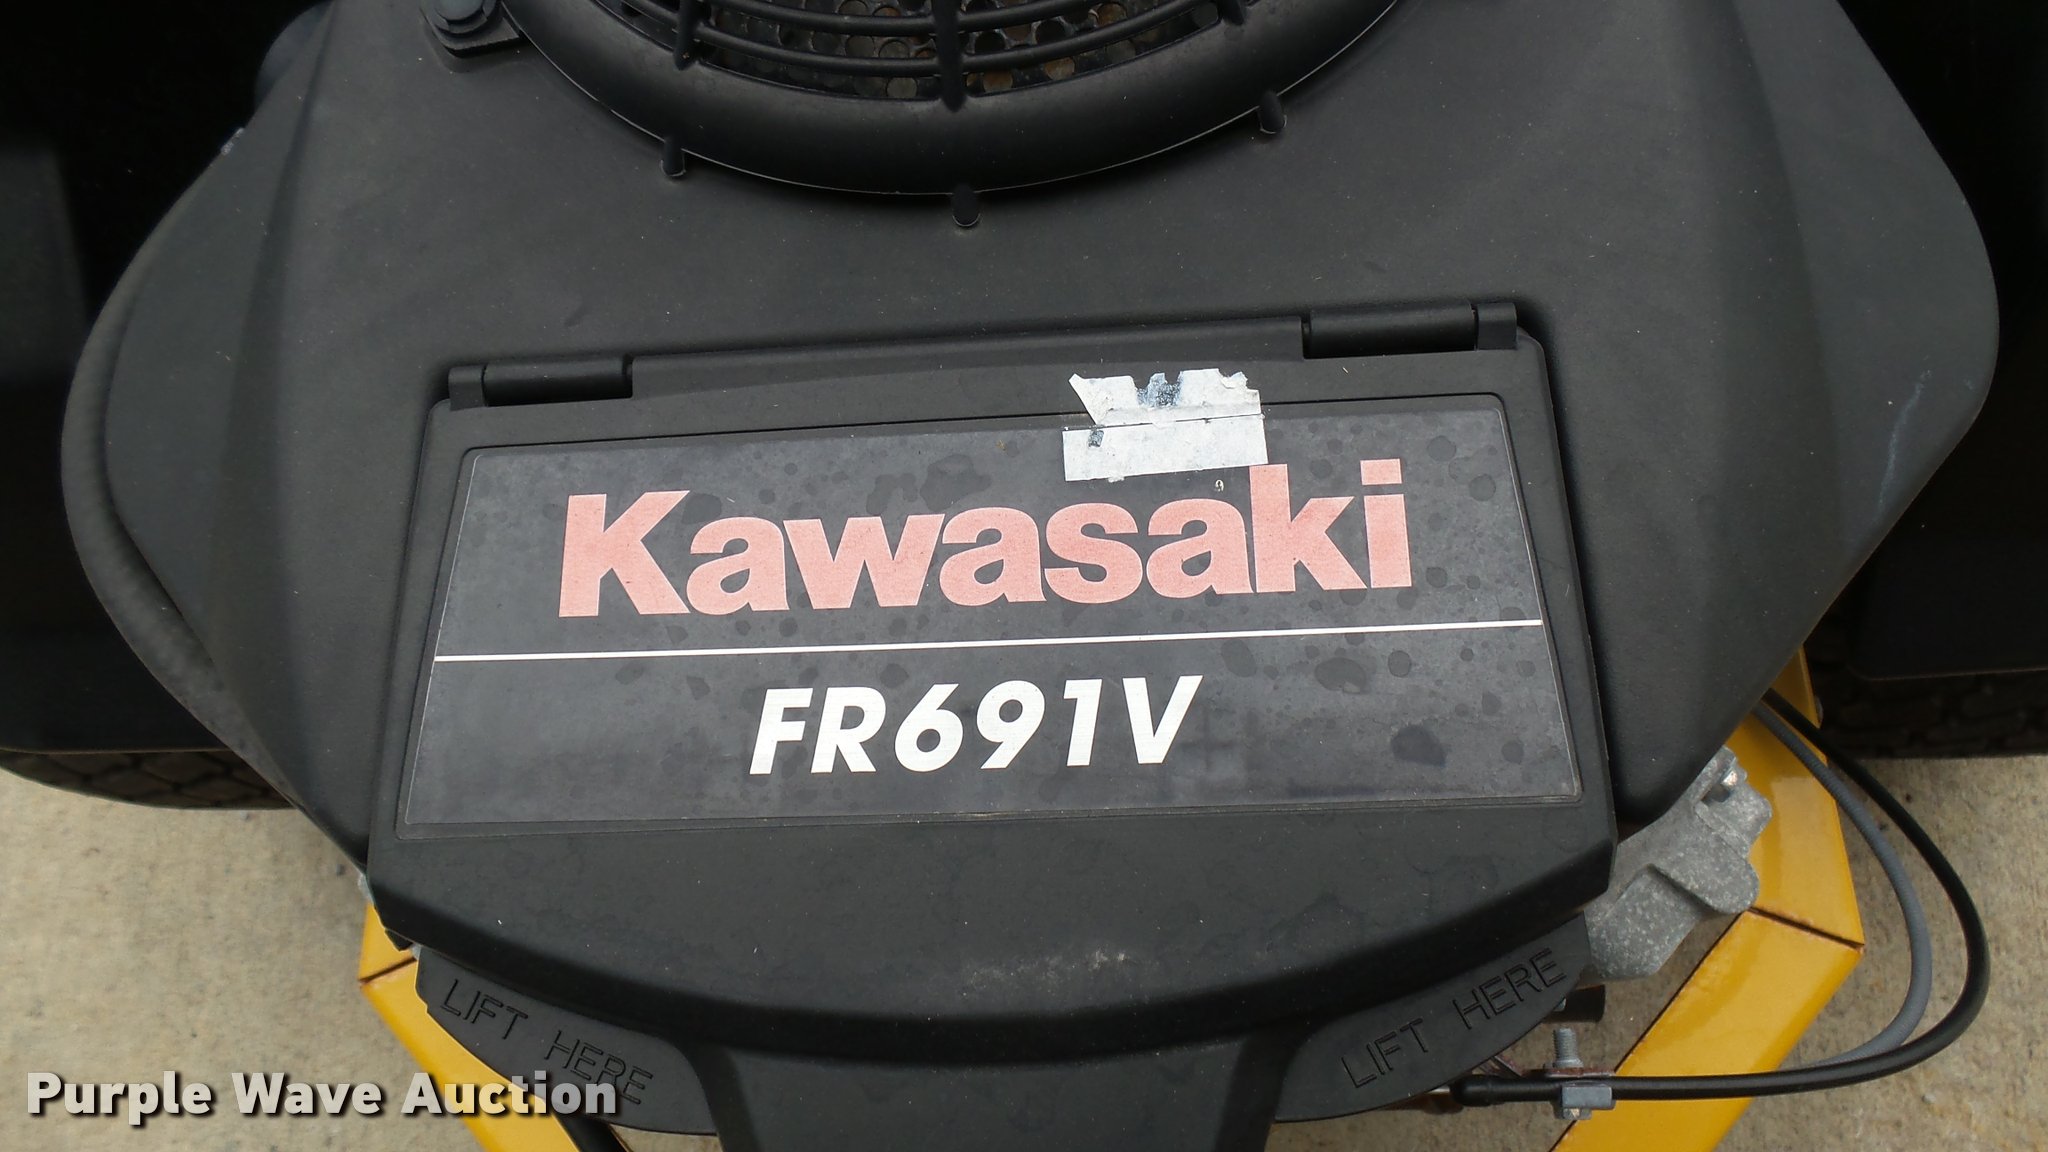 Kawasaki
FR691V
LIFT HERE
LIFT HERE
Purple Wave Auction